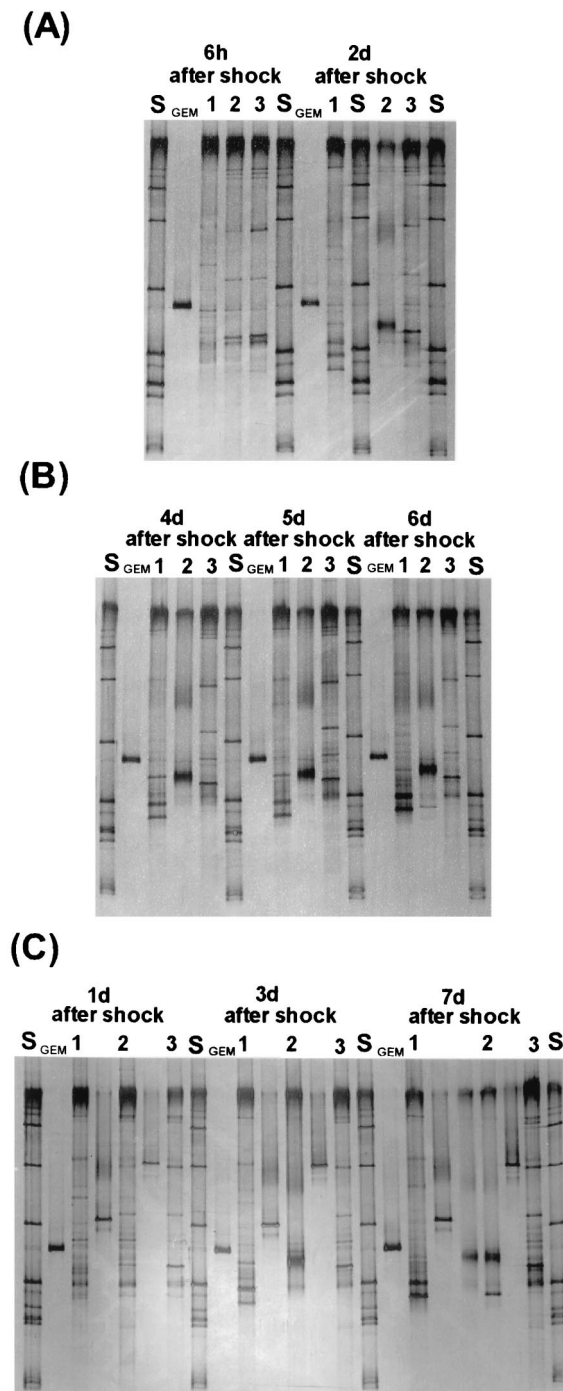 (A)
6h 2d
after shock after shock
S GEM 1 2 3 S GEM 1 S 2 3 S
(B)
4d 5d 6d
after shock after shock after shock
S GEM 1 2 3 S GEM 1 2 3 S GEM 1 2 3 S
(C)
1d 3d 7d
after shock after shock after shock
S GEM 1 2 3 S GEM 1 2 3 S GEM 1 2 3 S